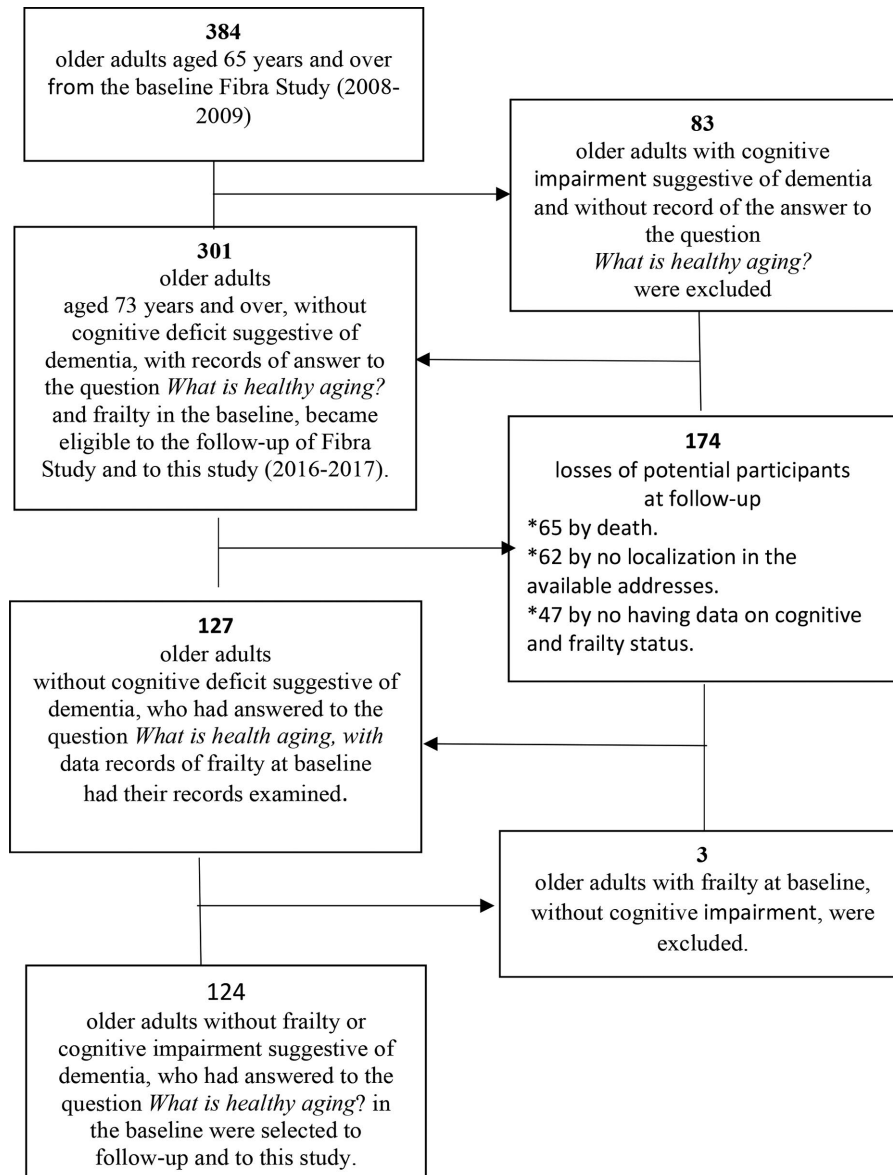 384
older adults aged 65 years and over
from the baseline Fibra Study (2008-
2009)
83
older adults with cognitive
impairment suggestive of dementia
and without record of the answer to
the question
What is healthy aging?
were excluded
301
older adults
aged 73 years and over, without
cognitive deficit suggestive of
dementia, with records of answer to
the question What is healthy aging?
and frailty in the baseline, became
eligible to the follow-up of Fibra
Study and to this study (2016-2017).
174
losses of potential participants
at follow-up
*65 by death.
*62 by no localization in the
available addresses.
*47 by no having data on cognitive
and frailty status.
127
older adults
without cognitive deficit suggestive of
dementia, who had answered to the
question What is health aging, with
data records of frailty at baseline
had their records examined.
3
older adults with frailty at baseline,
without cognitive impairment, were
excluded.
124
older adults without frailty or
cognitive impairment suggestive of
dementia, who had answered to the
question What is healthy aging? in
the baseline were selected to
follow-up and to this study.